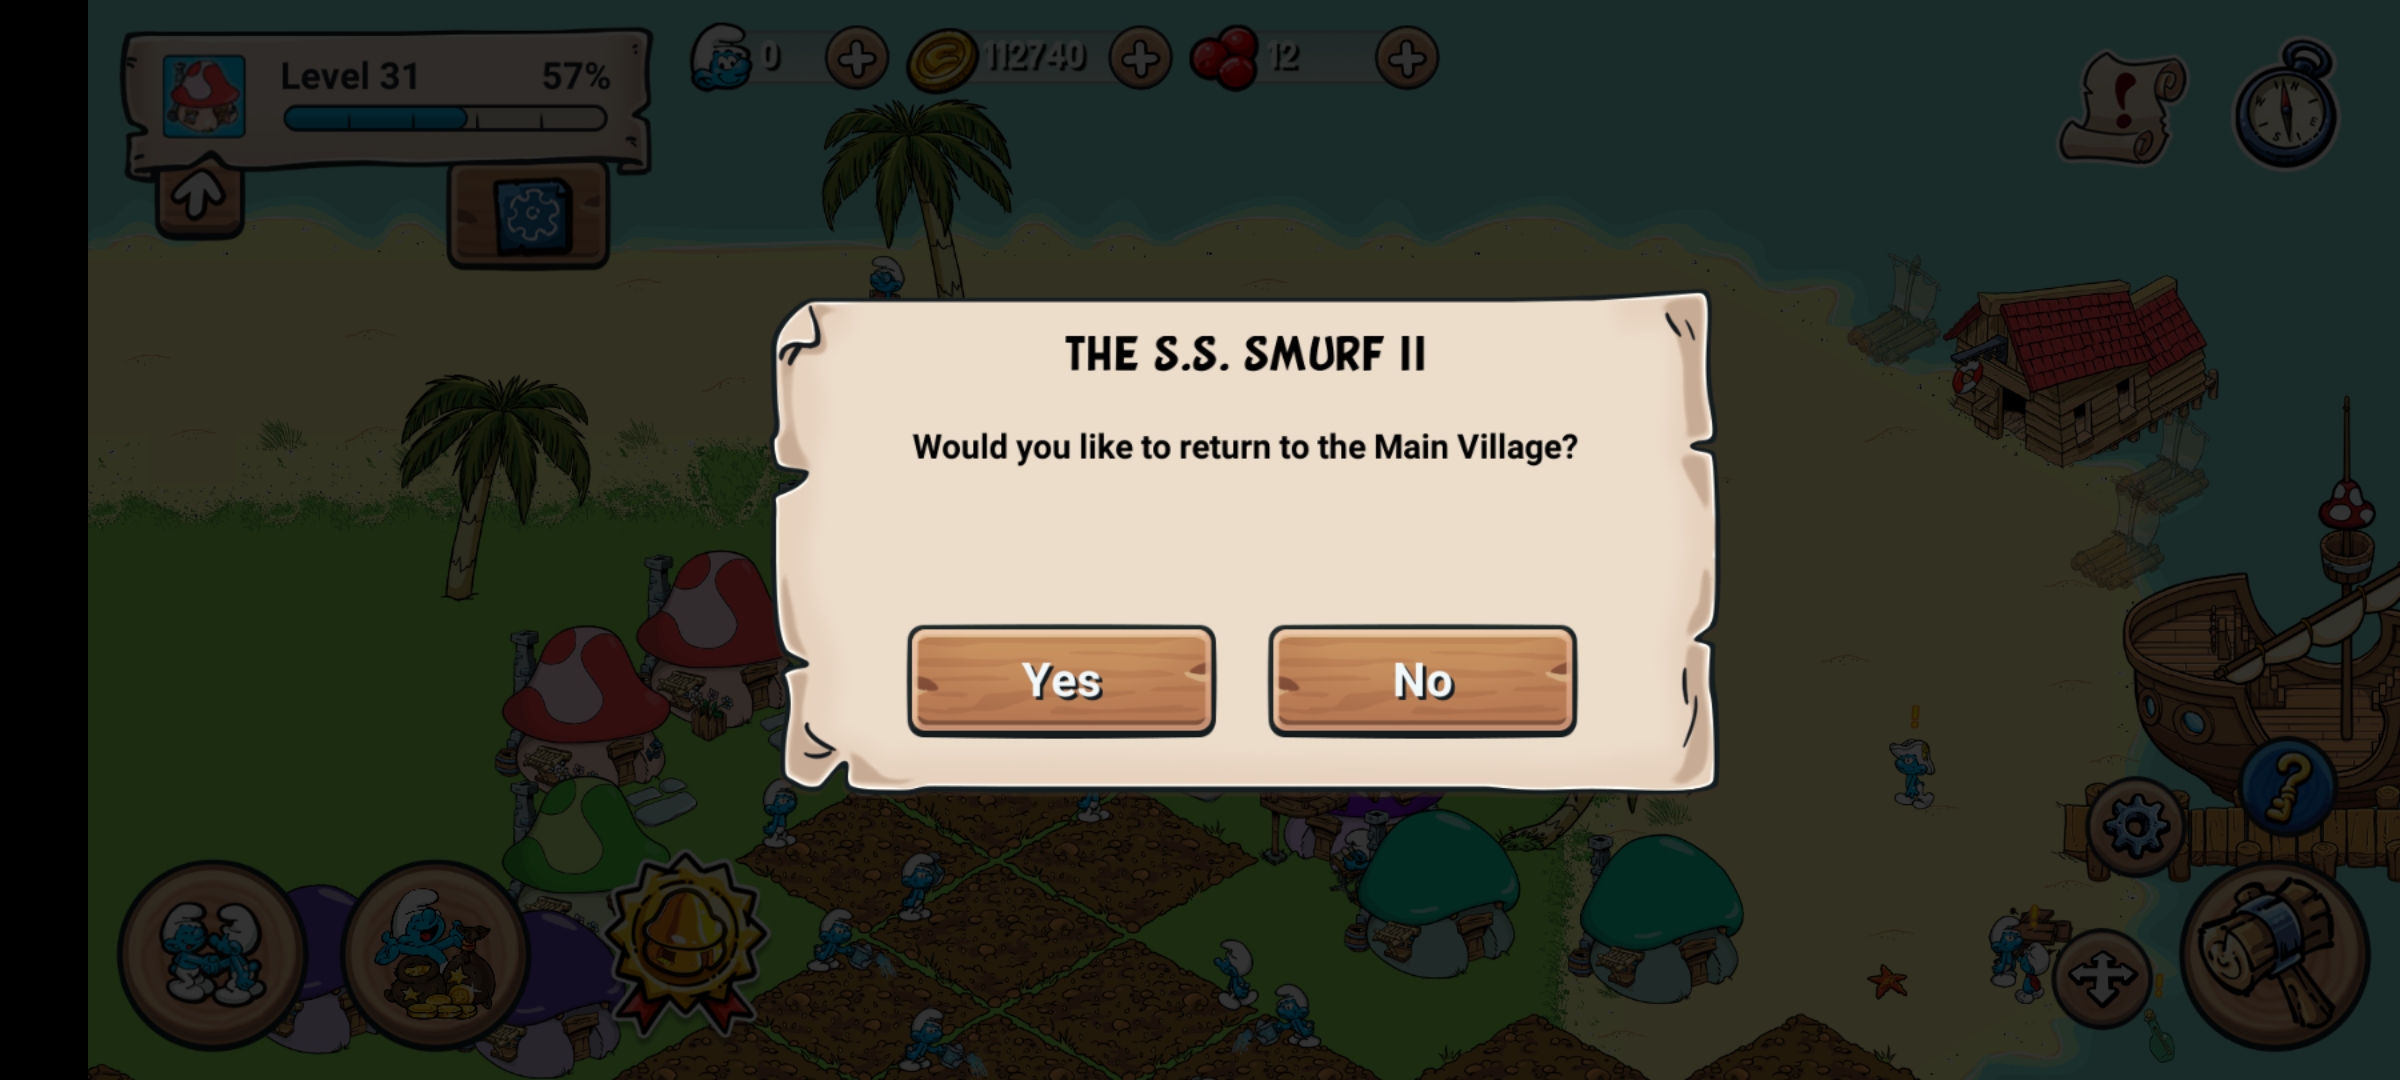 Level 31 57%
0
112740
12
THE S.S. SMURF II
Would you like to return to the Main Village?
Yes
No